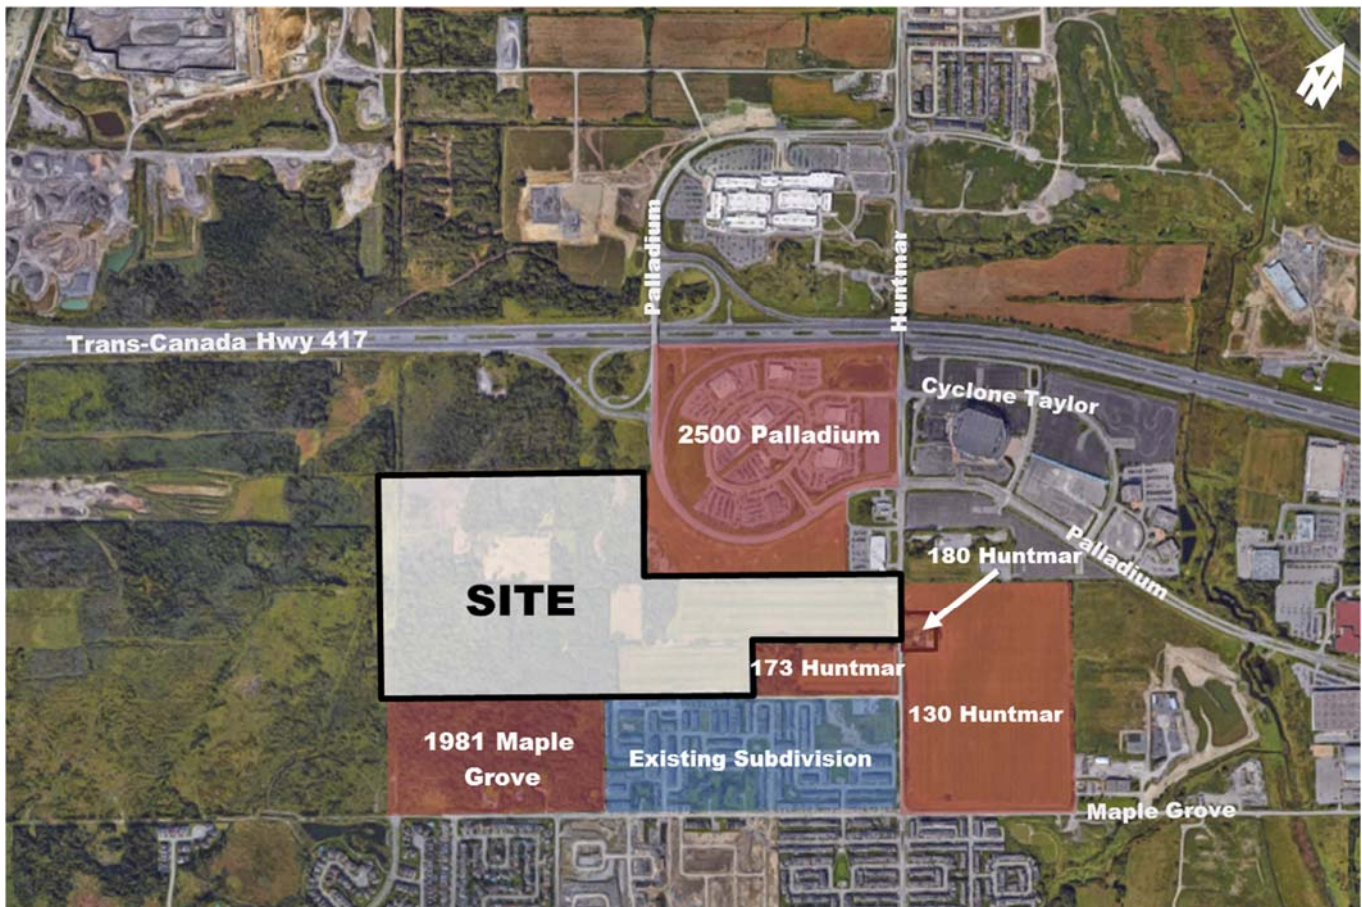 N
Palladium
Huntmar
Trans-Canada Hwy 417
Cyclone Taylor
2500 Palladium
Palladium
180 Huntmar
SITE
173 Huntmar
130 Huntmar
1981 Maple
Grove
Existing Subdivision
Maple Grove